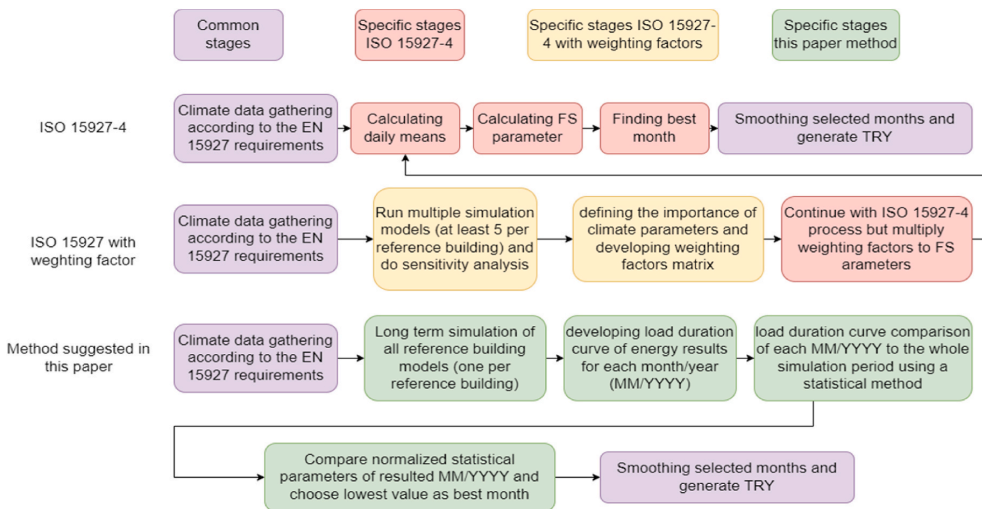 Common
stages
Specific stages
ISO 15927-4
Specific stages ISO 15927-
4 with weighting factors
Specific stages
this paper method
ISO 15927-4
Climate data gathering
according to the EN
15927 requirements
Calculating
daily means
Calculating FS
parameter
Finding best
month
Smoothing selected months and
generate TRY
ISO 15927 with
weghting factor
Climate data gathering
according to the EN
15927 requirements
Run multiple simulation
models (at least 5 per
reference building) and
do sensitivity analysis
defining the importance of
climate parameters and
developing weighting
factors matrix
Continue with ISO 15927-4
process but multiply
weighting factors to FS
arameters
Method suggested in
this paper
Climate data gathering
according to the EN
15927 requirements
Long term simulation of
all reference building
models (one per
reference building)
developing load duration
curve of energy results
for each month/year
(MM/YYYY)
load duration curve comparison
of each MM/YYYY to the whole
simulation period using a
statistical method
Compare normalized statistical
parameters of resulted MM/YYYY and
choose lowest value as best month
Smoothing selected months and
generate TRY